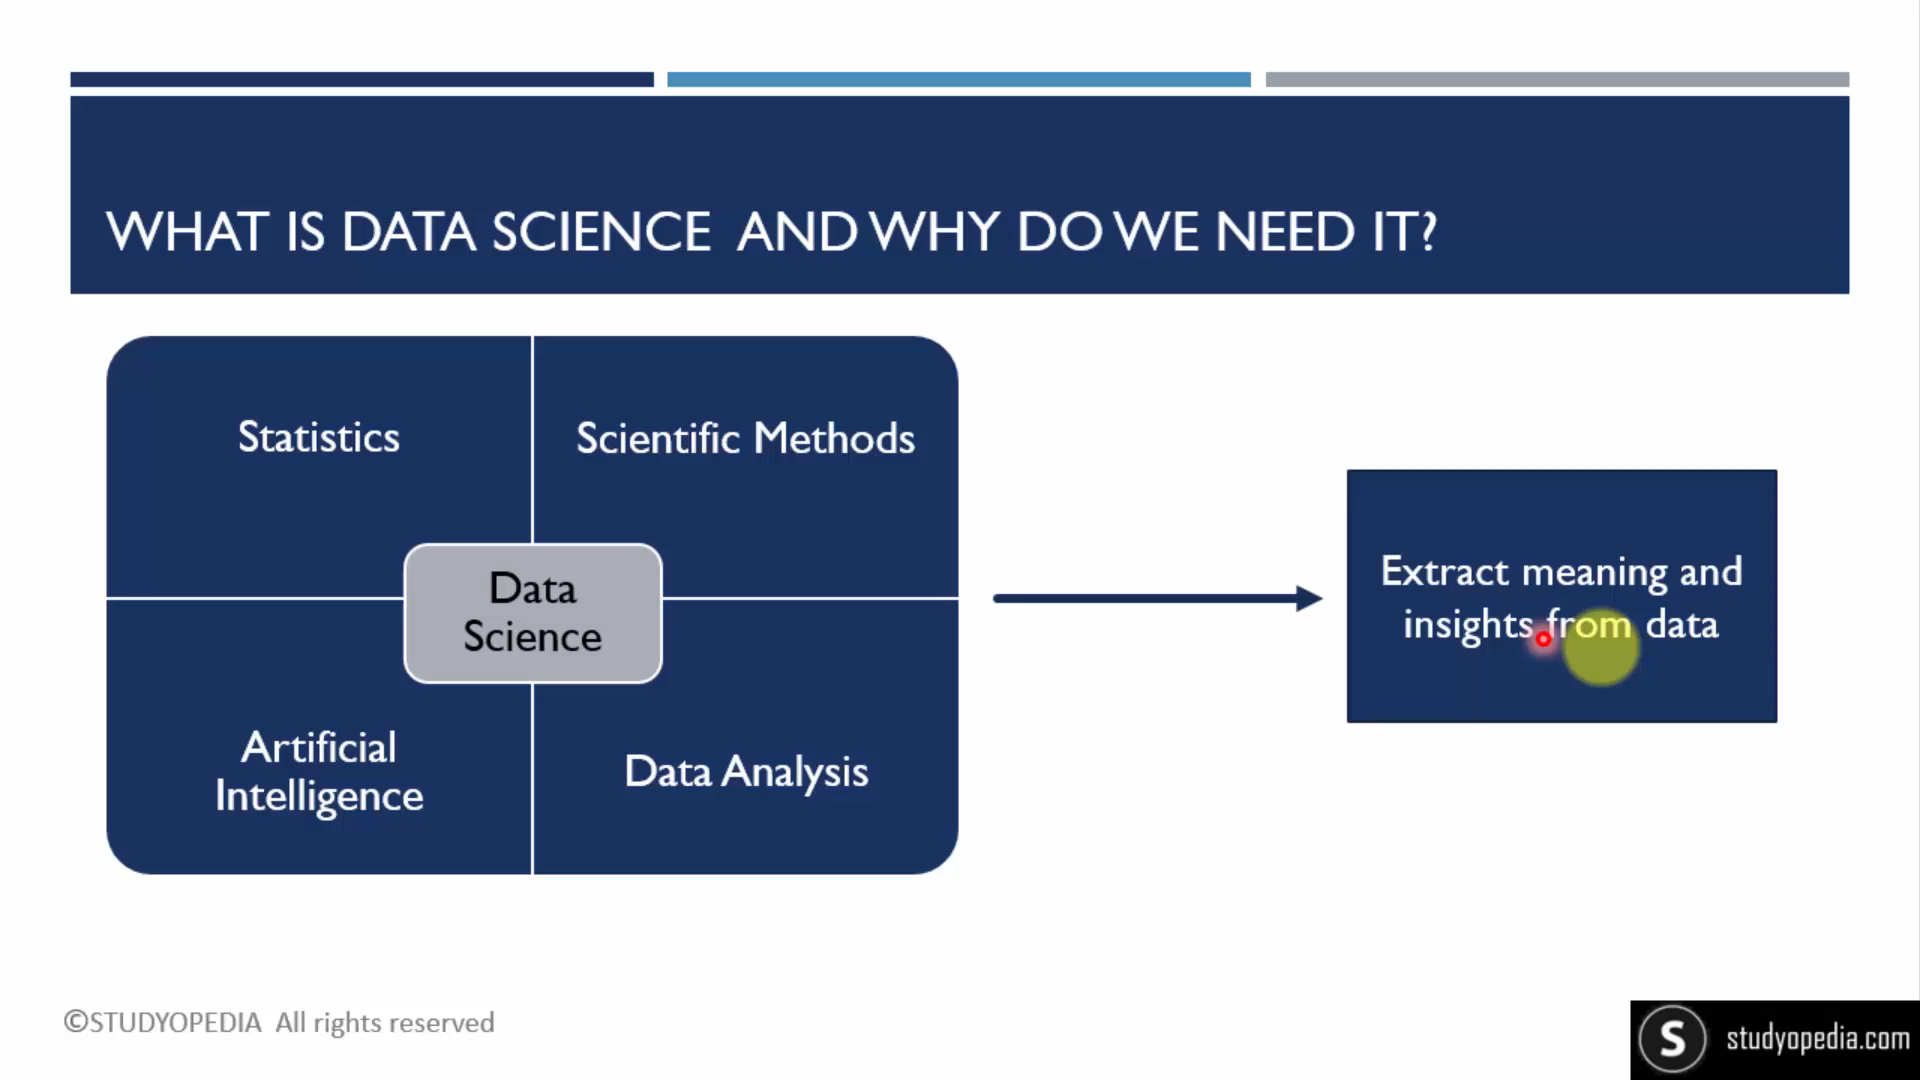 WHAT IS DATA SCIENCE AND WHY DO WE NEED IT?
Statistics
Scientific Methods
Data
Science
Artificial
Intelligence
Data Analysis
Extract meaning and
insights from data
©STUDYOPEDIA All rights reserved
S studyopedia.com